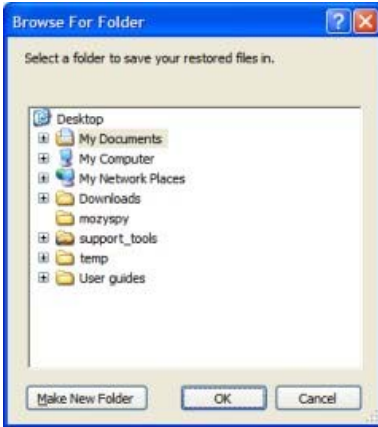 Browse For Folder
Select a folder to save your restored files in.
Desktop
My Documents
My Computer
My Network Places
Downloads
mozyspy
support_tools
temp
User guides
Make New Folder
OK
Cancel